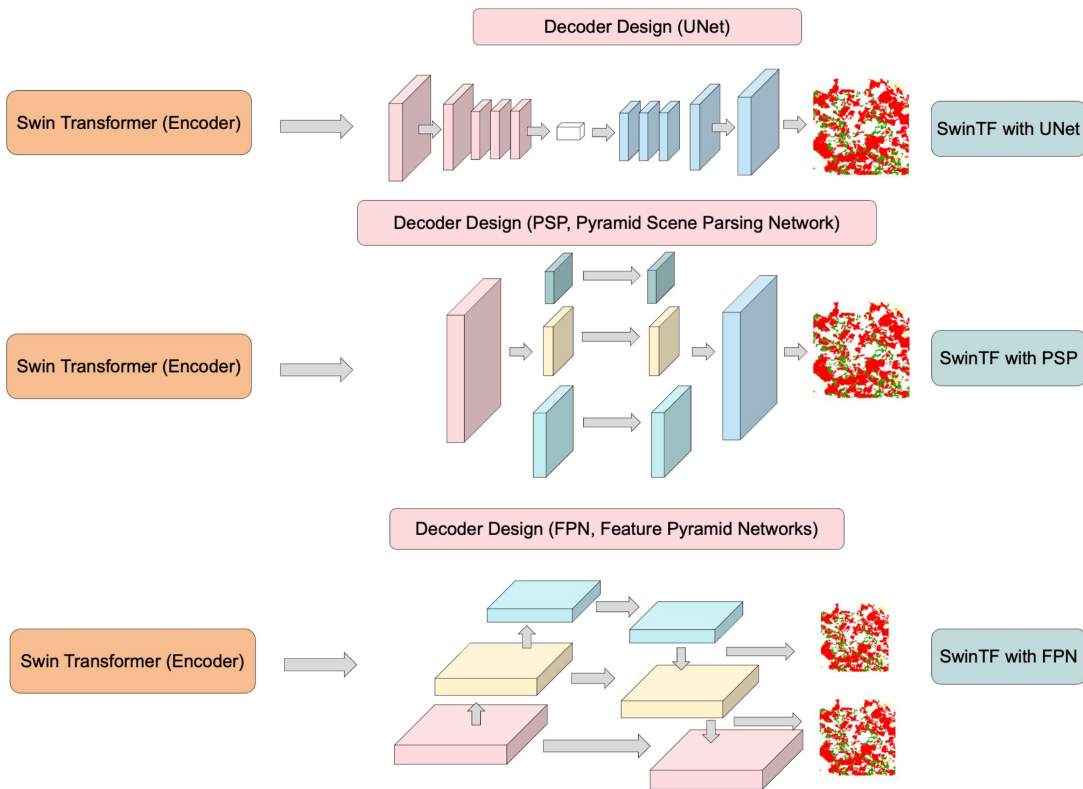 Decoder Design (UNet)
Swin Transformer (Encoder)
SwinTF with UNet
Decoder Design (PSP, Pyramid Scene Parsing Network)
Swin Transformer (Encoder)
SwinTF with PSP
Decoder Design (FPN, Feature Pyramid Networks)
Swin Transformer (Encoder)
SwinTF with FPN